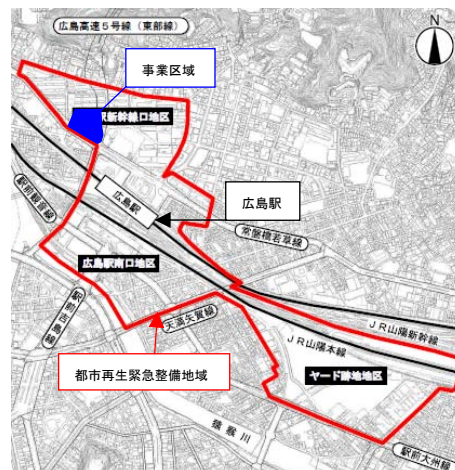 広島高速５号線（東部線）
N
事業区域
駅新幹線口地区
広島駅
広島駅
駅前観音線
常盤橋若草線
広島駅南口地区
駅前吉島線
天満矢賀線
ＪＲ山陽新幹線
ＪＲ山陽本線
都市再生緊急整備地域
ヤード跡地地区
猿猴川
駅前大州線